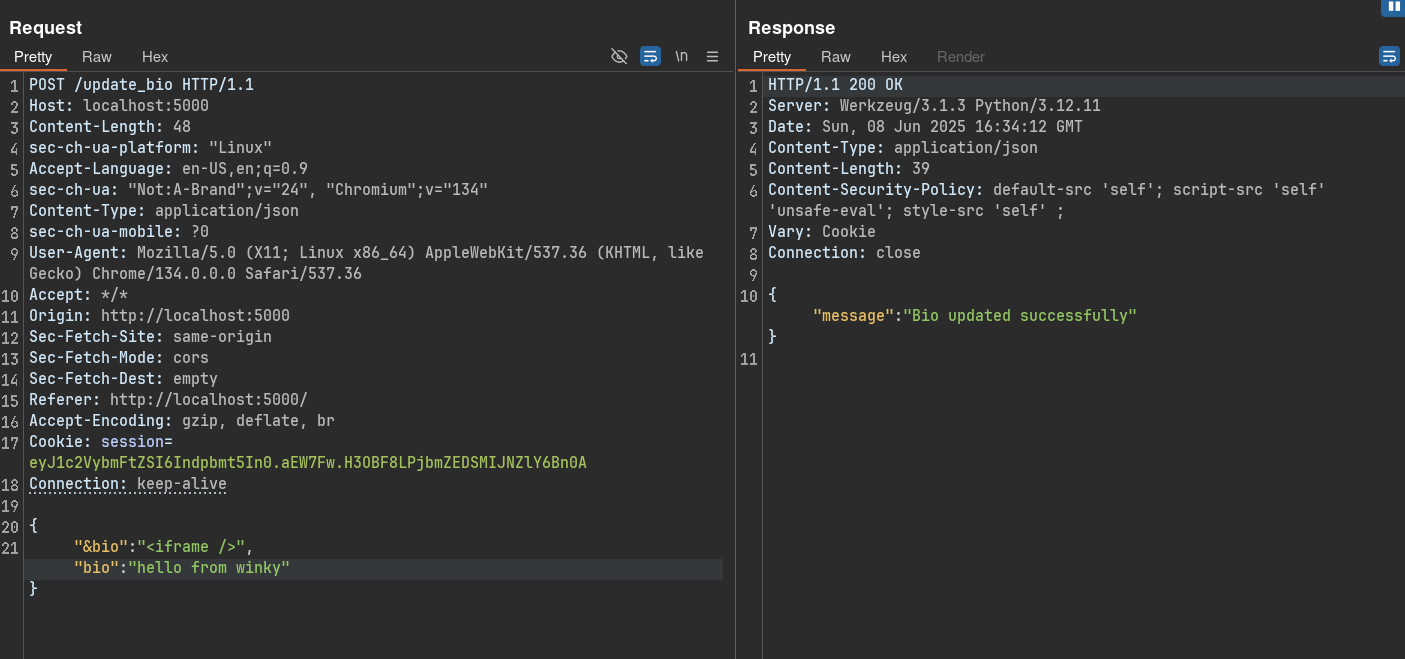 Request
Pretty Raw Hex \n
1 POST /update_bio HTTP/1.1
2 Host: localhost:5000
3 Content-Length: 48
4 sec-ch-ua-platform: "Linux"
5 Accept-Language: en-US,en;q=0.9
6 sec-ch-ua: "Not:A-Brand";v="24", "Chromium";v="134"
7 Content-Type: application/json
8 sec-ch-ua-mobile: ?0
9 User-Agent: Mozilla/5.0 (X11; Linux x86_64) AppleWebKit/537.36 (KHTML, like
Gecko) Chrome/134.0.0.0 Safari/537.36
10 Accept: */*
11 Origin: http://localhost:5000
12 Sec-Fetch-Site: same-origin
13 Sec-Fetch-Mode: cors
14 Sec-Fetch-Dest: empty
15 Referer: http://localhost:5000/
16 Accept-Encoding: gzip, deflate, br
17 Cookie: session=
eyJ1c2VybmFtZSI6Indpbmt5In0.aEW7Fw.H3OBF8LPjbmZEDSMIJNZlY6Bn0A
18 Connection: keep-alive
19
20 {
21 "&bio":"<iframe />",
"bio":"hello from winky"
}
Response
Pretty Raw Hex Render
1 HTTP/1.1 200 OK
2 Server: Werkzeug/3.1.3 Python/3.12.11
3 Date: Sun, 08 Jun 2025 16:34:12 GMT
4 Content-Type: application/json
5 Content-Length: 39
6 Content-Security-Policy: default-src 'self'; script-src 'self'
'unsafe-eval'; style-src 'self' ;
7 Vary: Cookie
8 Connection: close
9
10 {
"message":"Bio updated successfully"
}
11